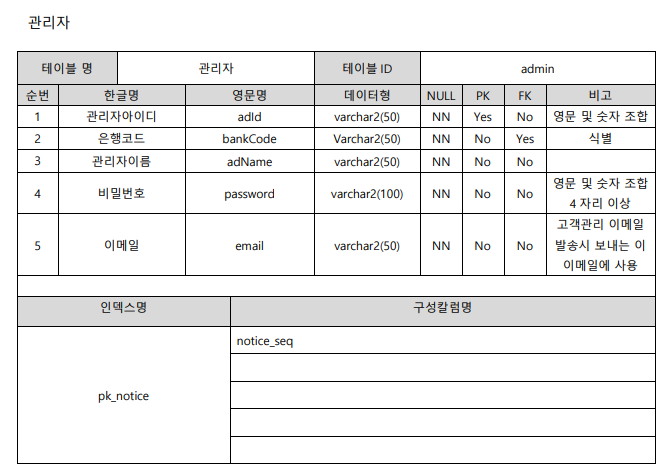 관리자
테이블 명 관리자 테이블 ID admin
순번 한글명 영문명 데이터형 NULL PK FK 비고
1 관리자아이디 adId varchar2(50) NN Yes No 영문 및 숫자 조합
2 은행코드 bankCode Varchar2(50) NN No Yes 식별
3 관리자이름 adName varchar2(50) NN No No
4 비밀번호 password varchar2(100) NN No No 영문 및 숫자 조합
4 자리 이상
5 이메일 email varchar2(50) NN No No 고객관리 이메일
발송시 보내는 이
이메일에 사용
인덱스명 구성칼럼명
pk_notice notice_seq